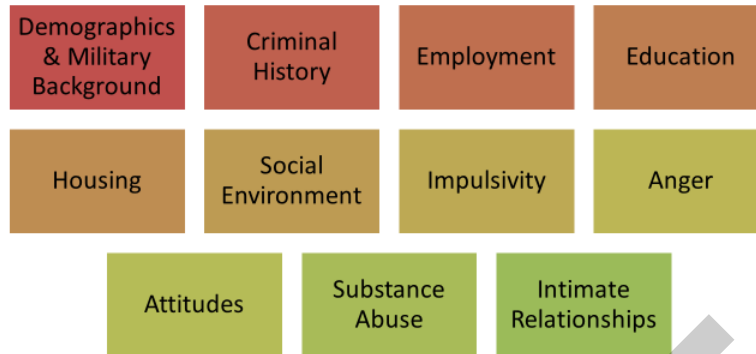 Demographics
& Military
Background
Criminal
History
Employment
Education
Housing
Social
Environment
Impulsivity
Anger
Attitudes
Substance
Abuse
Intimate
Relationships